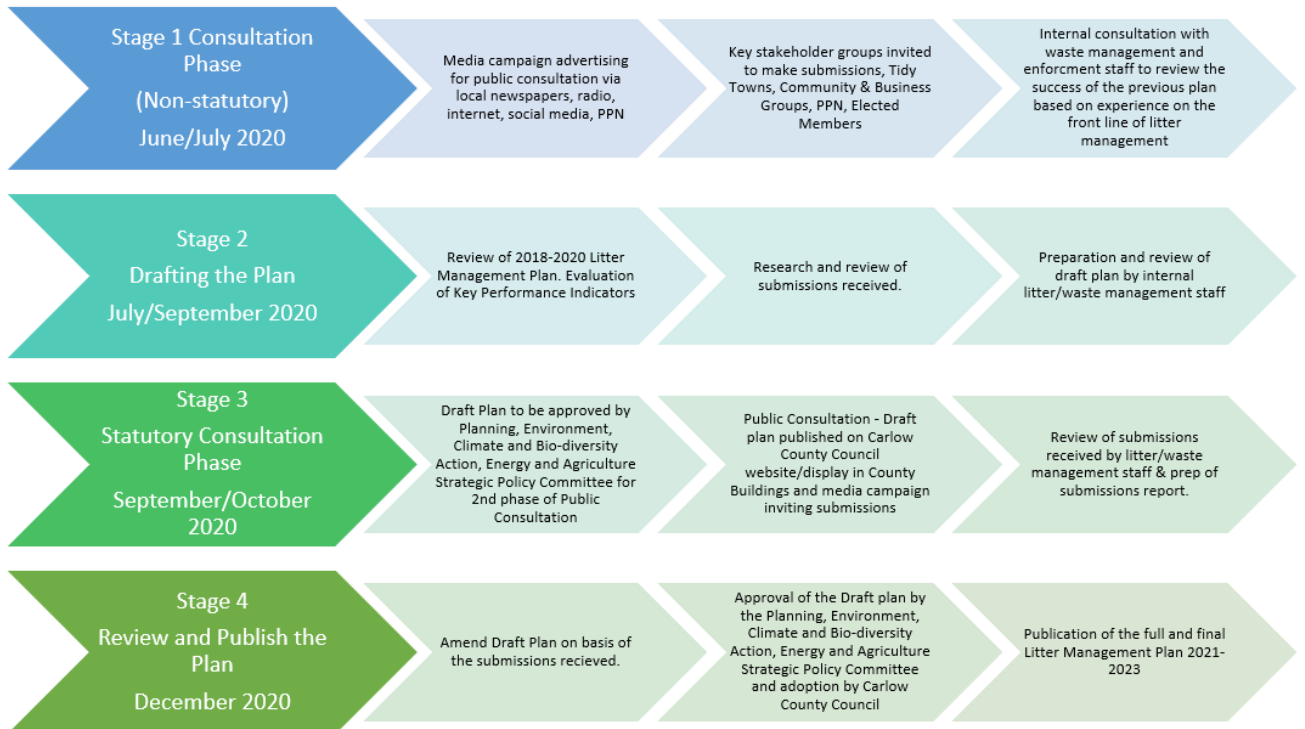 Stage 1 Consultation
Phase
(Non-statutory)
June/July 2020
Media campaign advertising
for public consultation via
local newspapers, radio,
internet, social media, PPN
Key stakeholder groups invited
to make submissions, Tidy
Towns, Community & Business
Groups, PPN, Elected
Members
Internal consultation with
waste management and
enforcment staff to review the
success of the previous plan
based on experience on the
front line of litter
management
Stage 2
Drafting the Plan
July/September 2020
Review of 2018-2020 Litter
Management Plan. Evaluation
of Key Performance Indicators
Research and review of
submissions received.
Preparation and review of
draft plan by internal
litter/waste management staff
Stage 3
Statutory Consultation
Phase
September/October
2020
Draft Plan to be approved by
Planning, Environment,
Climate and Bio-diversity
Action, Energy and Agriculture
Strategic Policy Committee for
2nd phase of Public
Consultation
Public Consultation - Draft
plan published on Carlow
County Council
website/display in County
Buildings and media campaign
inviting submissions
Review of submissions
received by litter/waste
management staff & prep of
submissions report.
Stage 4
Review and Publish the
Plan
December 2020
Amend Draft Plan on basis of
the submissions recieved.
Approval of the Draft plan by
the Planning, Environment,
Climate and Bio-diversity
Action, Energy and Agriculture
Strategic Policy Committee
and adoption by Carlow
County Council
Publication of the full and final
Litter Management Plan 2021-
2023